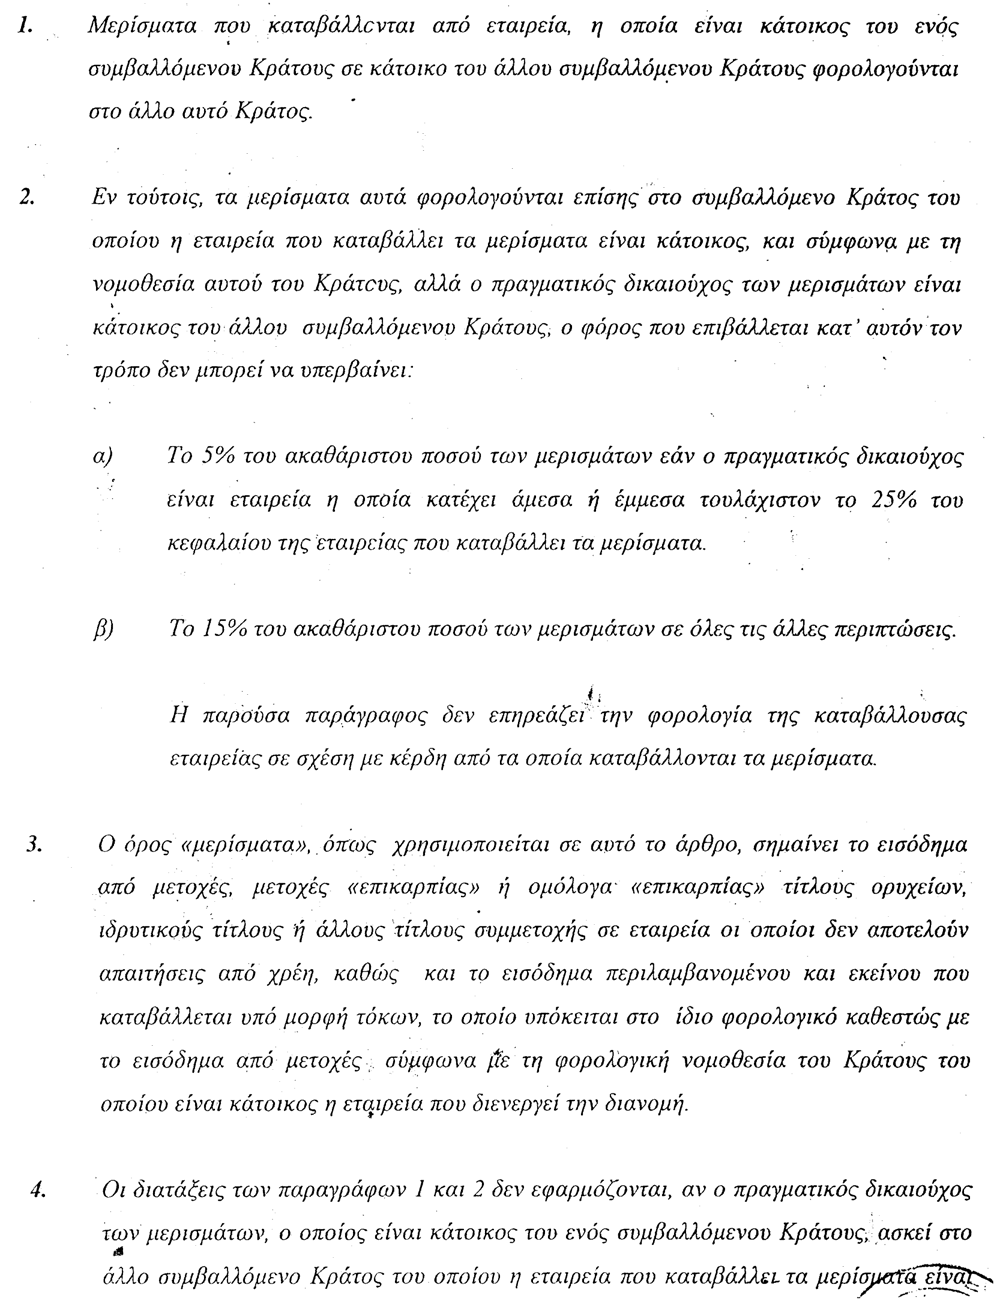 1. Μερίσματα που καταβάλλονται από εταιρεία, η οποία είναι κάτοικος του ενός
συμβαλλόμενου Κράτους σε κάτοικο του άλλου συμβαλλόμενου Κράτους φορολογούνται
στο άλλο αυτό Κράτος.
2. Εν τούτοις, τα μερίσματα αυτά φορολογούνται επίσης στο συμβαλλόμενο Κράτος του
οποίου η εταιρεία που καταβάλλει τα μερίσματα είναι κάτοικος, και σύμφωνα με τη
νομοθεσία αυτού του Κράτους, αλλά ο πραγματικός δικαιούχος των μερισμάτων είναι
κάτοικος του άλλου συμβαλλόμενου Κράτους, ο φόρος που επιβάλλεται κατ' αυτόν τον
τρόπο δεν μπορεί να υπερβαίνει:
α) Το 5% του ακαθάριστου ποσού των μερισμάτων εάν ο πραγματικός δικαιούχος
είναι εταιρεία η οποία κατέχει άμεσα ή έμμεσα τουλάχιστον το 25% του
κεφαλαίου της εταιρείας που καταβάλλει τα μερίσματα.
β) Το 15% του ακαθάριστου ποσού των μερισμάτων σε όλες τις άλλες περιπτώσεις.
Η παρούσα παράγραφος δεν επηρεάζει την φορολογία της καταβάλλουσας
εταιρείας σε σχέση με κέρδη από τα οποία καταβάλλονται τα μερίσματα.
3. Ο όρος «μερίσματα», όπως χρησιμοποιείται σε αυτό το άρθρο, σημαίνει το εισόδημα
από μετοχές, μετοχές «επικαρπίας» ή ομόλογα «επικαρπίας» τίτλους ορυχείων,
ιδρυτικούς τίτλους ή άλλους τίτλους συμμετοχής σε εταιρεία οι οποίοι δεν αποτελούν
απαιτήσεις από χρέη, καθώς και το εισόδημα περιλαμβανομένου και εκείνου που
καταβάλλεται υπό μορφή τόκων, το οποίο υπόκειται στο ίδιο φορολογικό καθεστώς με
το εισόδημα από μετοχές σύμφωνα με τη φορολογική νομοθεσία του Κράτους του
οποίου είναι κάτοικος η εταιρεία που διενεργεί την διανομή.
4. Οι διατάξεις των παραγράφων 1 και 2 δεν εφαρμόζονται, αν ο πραγματικός δικαιούχος
των μερισμάτων, ο οποίος είναι κάτοικος του ενός συμβαλλόμενου Κράτους, ασκεί στο
άλλο συμβαλλόμενο Κράτος του οποίου η εταιρεία που καταβάλλει τα μερίσματα είναι